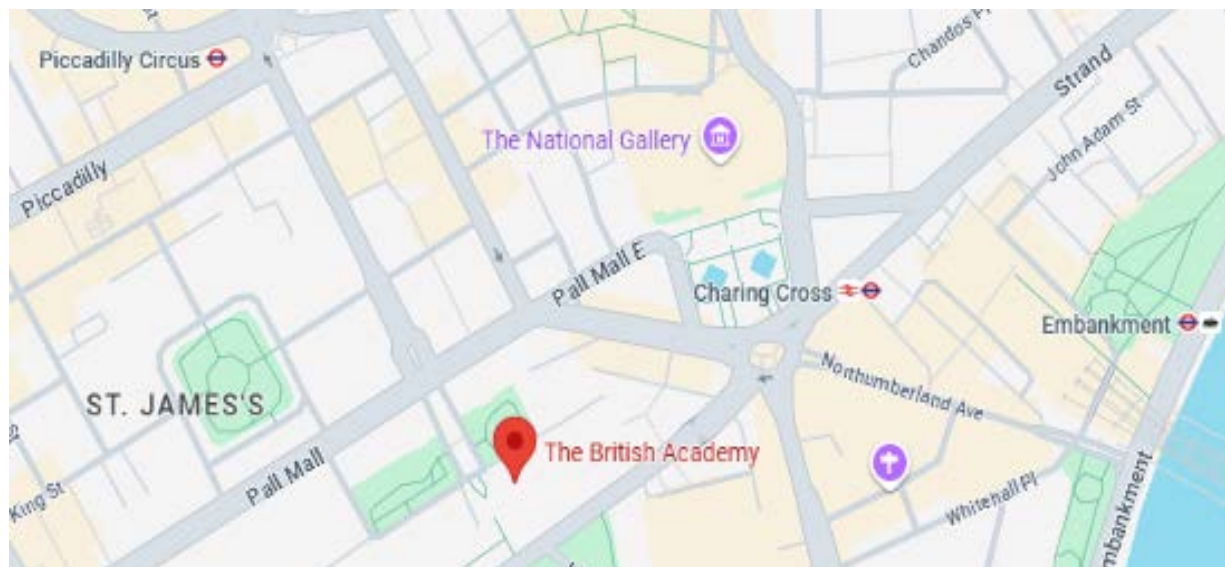 Chandos Pl
Piccadilly Circus
Strand
The National Gallery
John Adam St
Piccadilly
Pall Mall E
Charing Cross
Embankment
Northumberland Ave
ST. JAMES'S
The British Academy
Pall Mall
King St
Whitehall Pl
mbankment